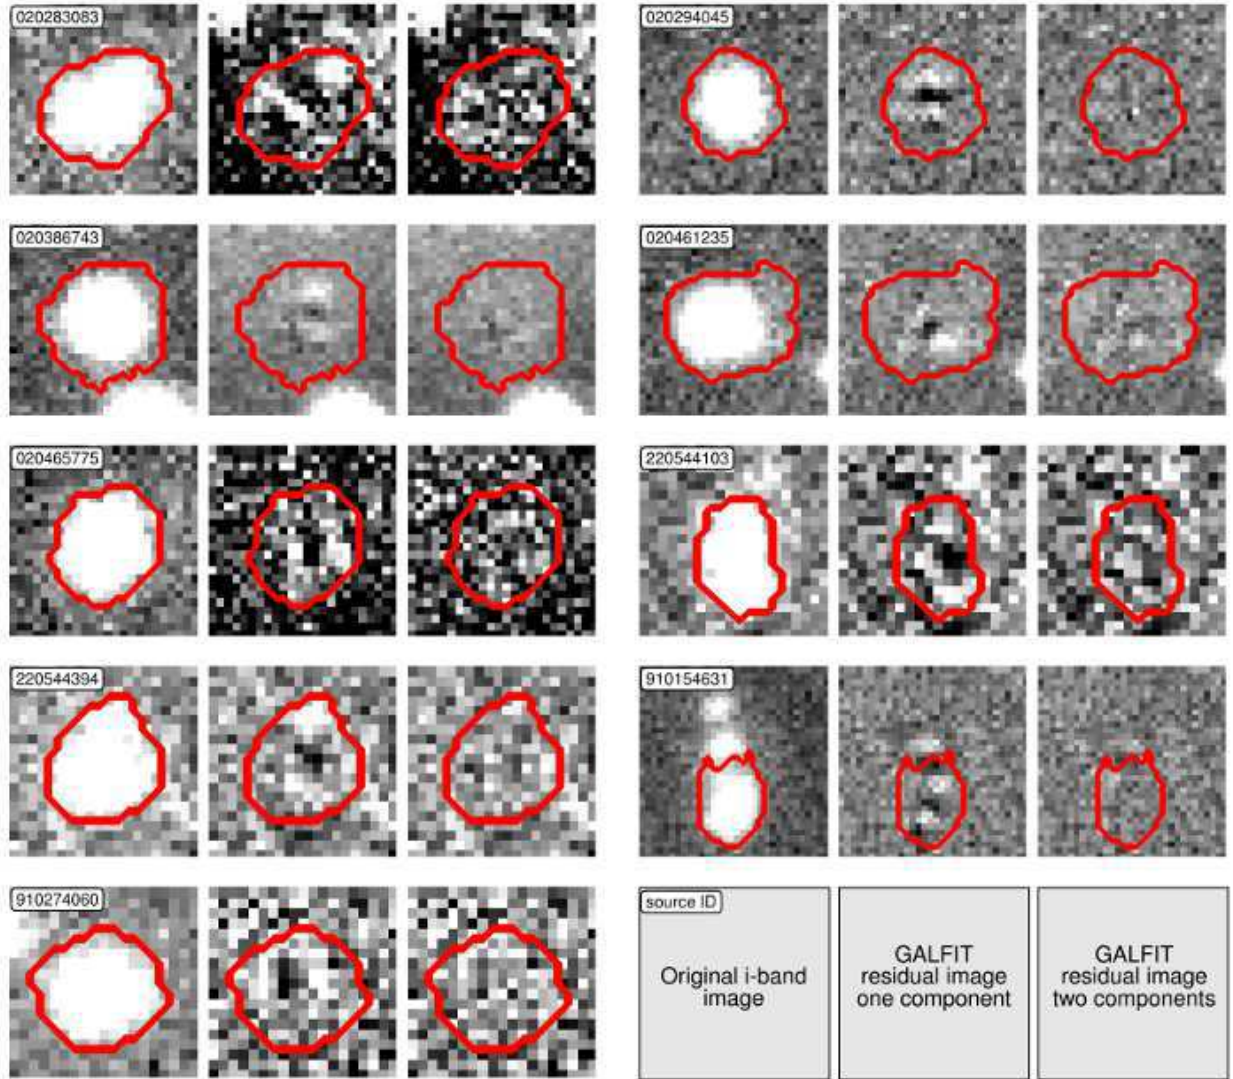 020283083
020294045
020386743
020461235
020465775
220544103
220544394
910154631
910274060
source ID
Original i-band
image
GALFIT
residual image
one component
GALFIT
residual image
two components